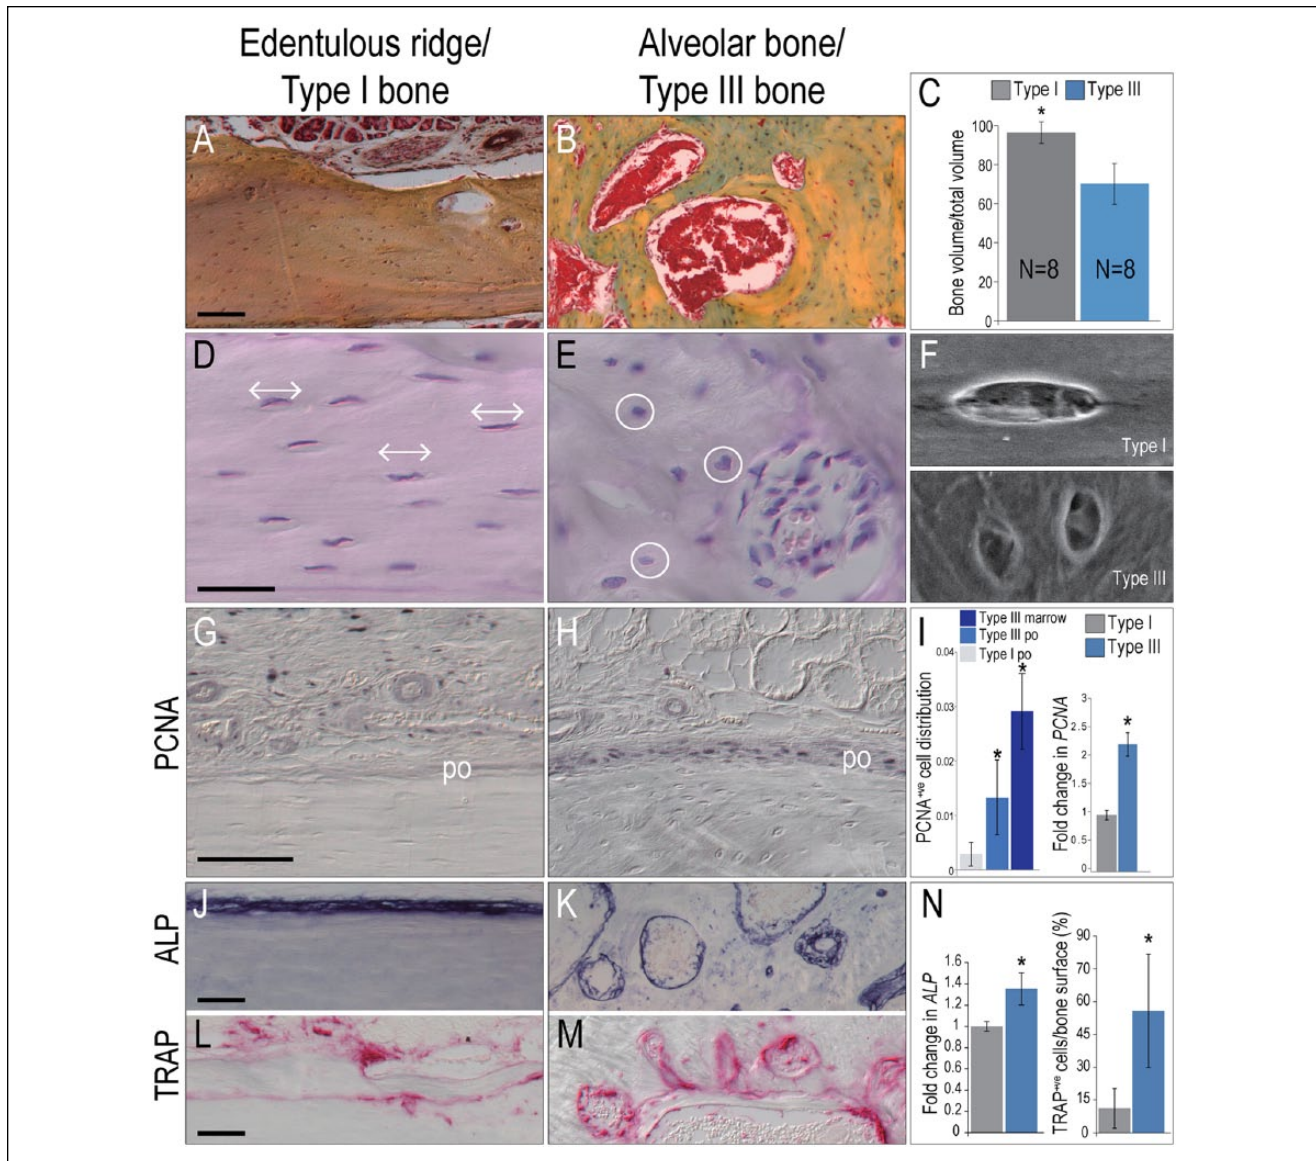 Edentulous ridge/
Type I bone
Alveolar bone/
Type III bone
A
B
C
Type I
Type III
*
Bone volume/total volume
100
80
60
40
20
0
N=8
N=8
D
E
F
Type I
Type III
PCNA
G
po
H
po
I
Type III marrow
Type III po
Type I po
Type I
Type III
PCNA+ve cell distribution
0.04
0.03
0.02
0.01
0
*
*
Fold change in PCNA
3
2.5
2
1.5
1
0
*
ALP
J
K
TRAP
L
M
N
Fold change in ALP
1.6
1.4
1.2
1
0.8
0.6
0.4
0.2
0
*
TRAP+ve cells/bone surface (%)
90
70
60
45
30
15
0
*